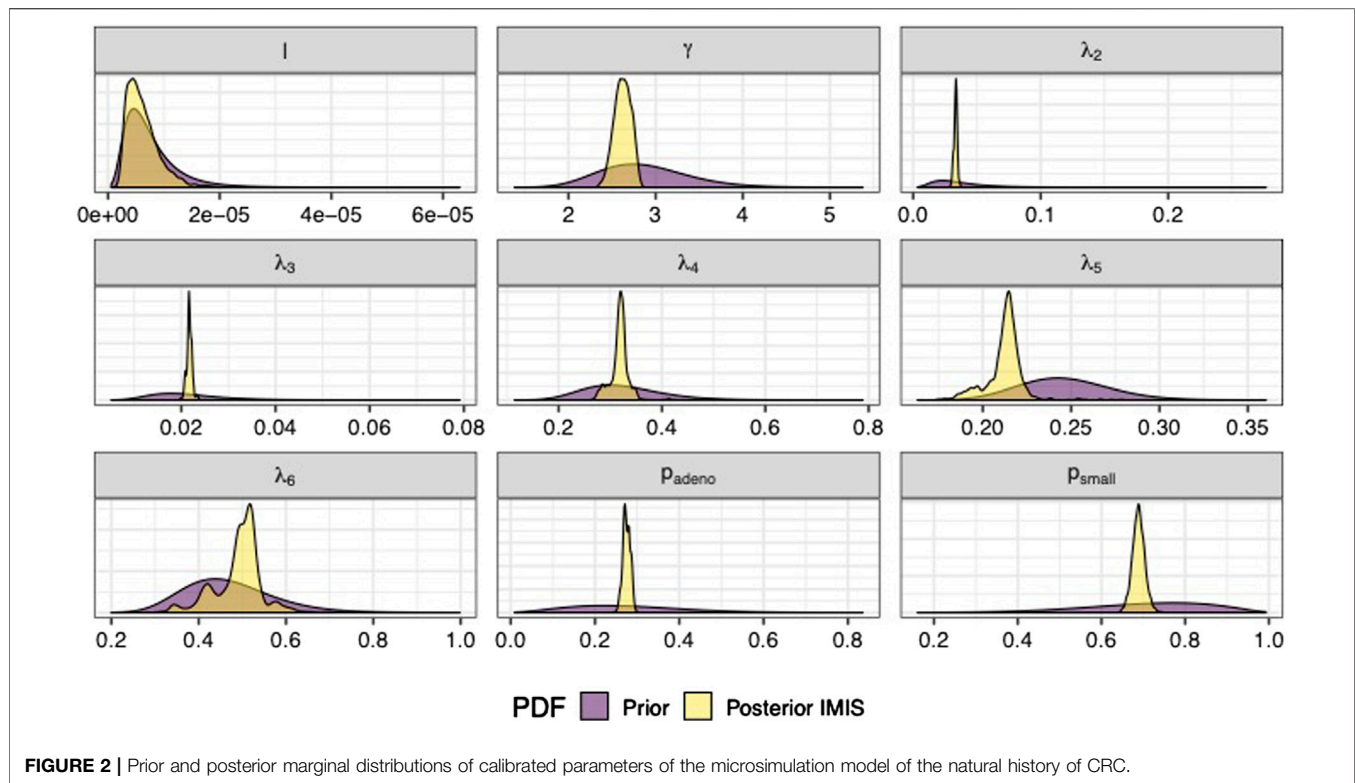 l γ λ2
0e+00 2e-05 4e-05 6e-05 2 3 4 5 0.0 0.1 0.2
λ3 λ4 λ5
0.02 0.04 0.06 0.08 0.2 0.4 0.6 0.8 0.20 0.25 0.30 0.35
λ6 padeno psmall
0.2 0.4 0.6 0.8 1.0 0.0 0.2 0.4 0.6 0.8 0.2 0.4 0.6 0.8 1.0
PDF Prior Posterior IMIS
FIGURE 2 | Prior and posterior marginal distributions of calibrated parameters of the microsimulation model of the natural history of CRC.